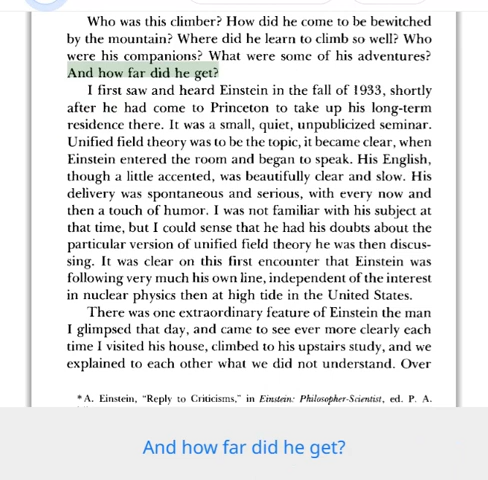 Who was this climber? How did he come to be bewitched
by the mountain? Where did he learn to climb so well? Who
were his companions? What were some of his adventures?
And how far did he get?
I first saw and heard Einstein in the fall of 1933, shortly
after he had come to Princeton to take up his long-term
residence there. It was a small, quiet, unpublicized seminar.
Unified field theory was to be the topic, it became clear, when
Einstein entered the room and began to speak. His English,
though a little accented, was beautifully clear and slow. His
delivery was spontaneous and serious, with every now and
then a touch of humor. I was not familiar with his subject at
that time, but I could sense that he had his doubts about the
particular version of unified field theory he was then discus-
sing. It was clear on this first encounter that Einstein was
following very much his own line, independent of the interest
in nuclear physics then at high tide in the United States.
There was one extraordinary feature of Einstein the man
I glimpsed that day, and came to see ever more clearly each
time I visited his house, climbed to his upstairs study, and we
explained to each other what we did not understand. Over
*A. Einstein, “Reply to Criticisms,” in Einstein: Philosopher-Scientist, ed. P. A.
And how far did he get?